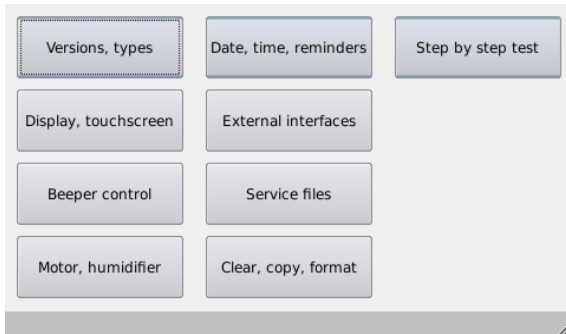 Versions, types
Date, time, reminders
Step by step test
Display, touchscreen
External interfaces
Beeper control
Service files
Motor, humidifier
Clear, copy, format